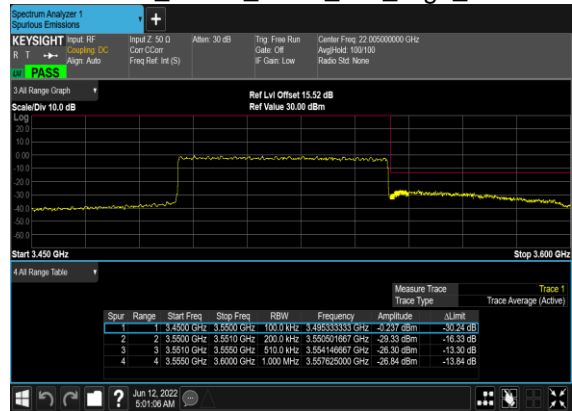 Spectrum Analyzer 1
Spurious Emissions
+
KEYSIGHT Input: RF Input Z: 50 Ω Atten: 30 dB Trig: Free Run Center Freq: 22.005000000 GHz
R T Coupling: DC Corr CCorr Gate: Off Avg|Hold: 100/100
Align: Auto Freq Ref: Int (S) IF Gain: Low Radio Std: None
LW PASS
3 All Range Graph
Ref Lvl Offset 15.52 dB
Scale/Div 10.0 dB Ref Value 30.00 dBm
Log
20.0
10.0
0.00
-10.0
-20.0
-30.0
-40.0
-50.0
-60.0
Start 3.450 GHz Stop 3.600 GHz
4 All Range Table
Measure Trace Trace 1
Trace Type Trace Average (Active)
Spur Range Start Freq Stop Freq RBW Frequency Amplitude ΔLimit
1 1 3.4500 GHz 3.5500 GHz 100.0 kHz 3.495333333 GHz -0.237 dBm -30.24 dB
2 2 3.5500 GHz 3.5510 GHz 200.0 kHz 3.550501667 GHz -29.33 dBm -16.33 dB
3 3 3.5510 GHz 3.5550 GHz 510.0 kHz 3.554146667 GHz -26.30 dBm -13.30 dB
4 4 3.5550 GHz 3.6000 GHz 1.000 MHz 3.557625000 GHz -26.84 dBm -13.84 dB
? Jun 12, 2022
5:01:06 AM